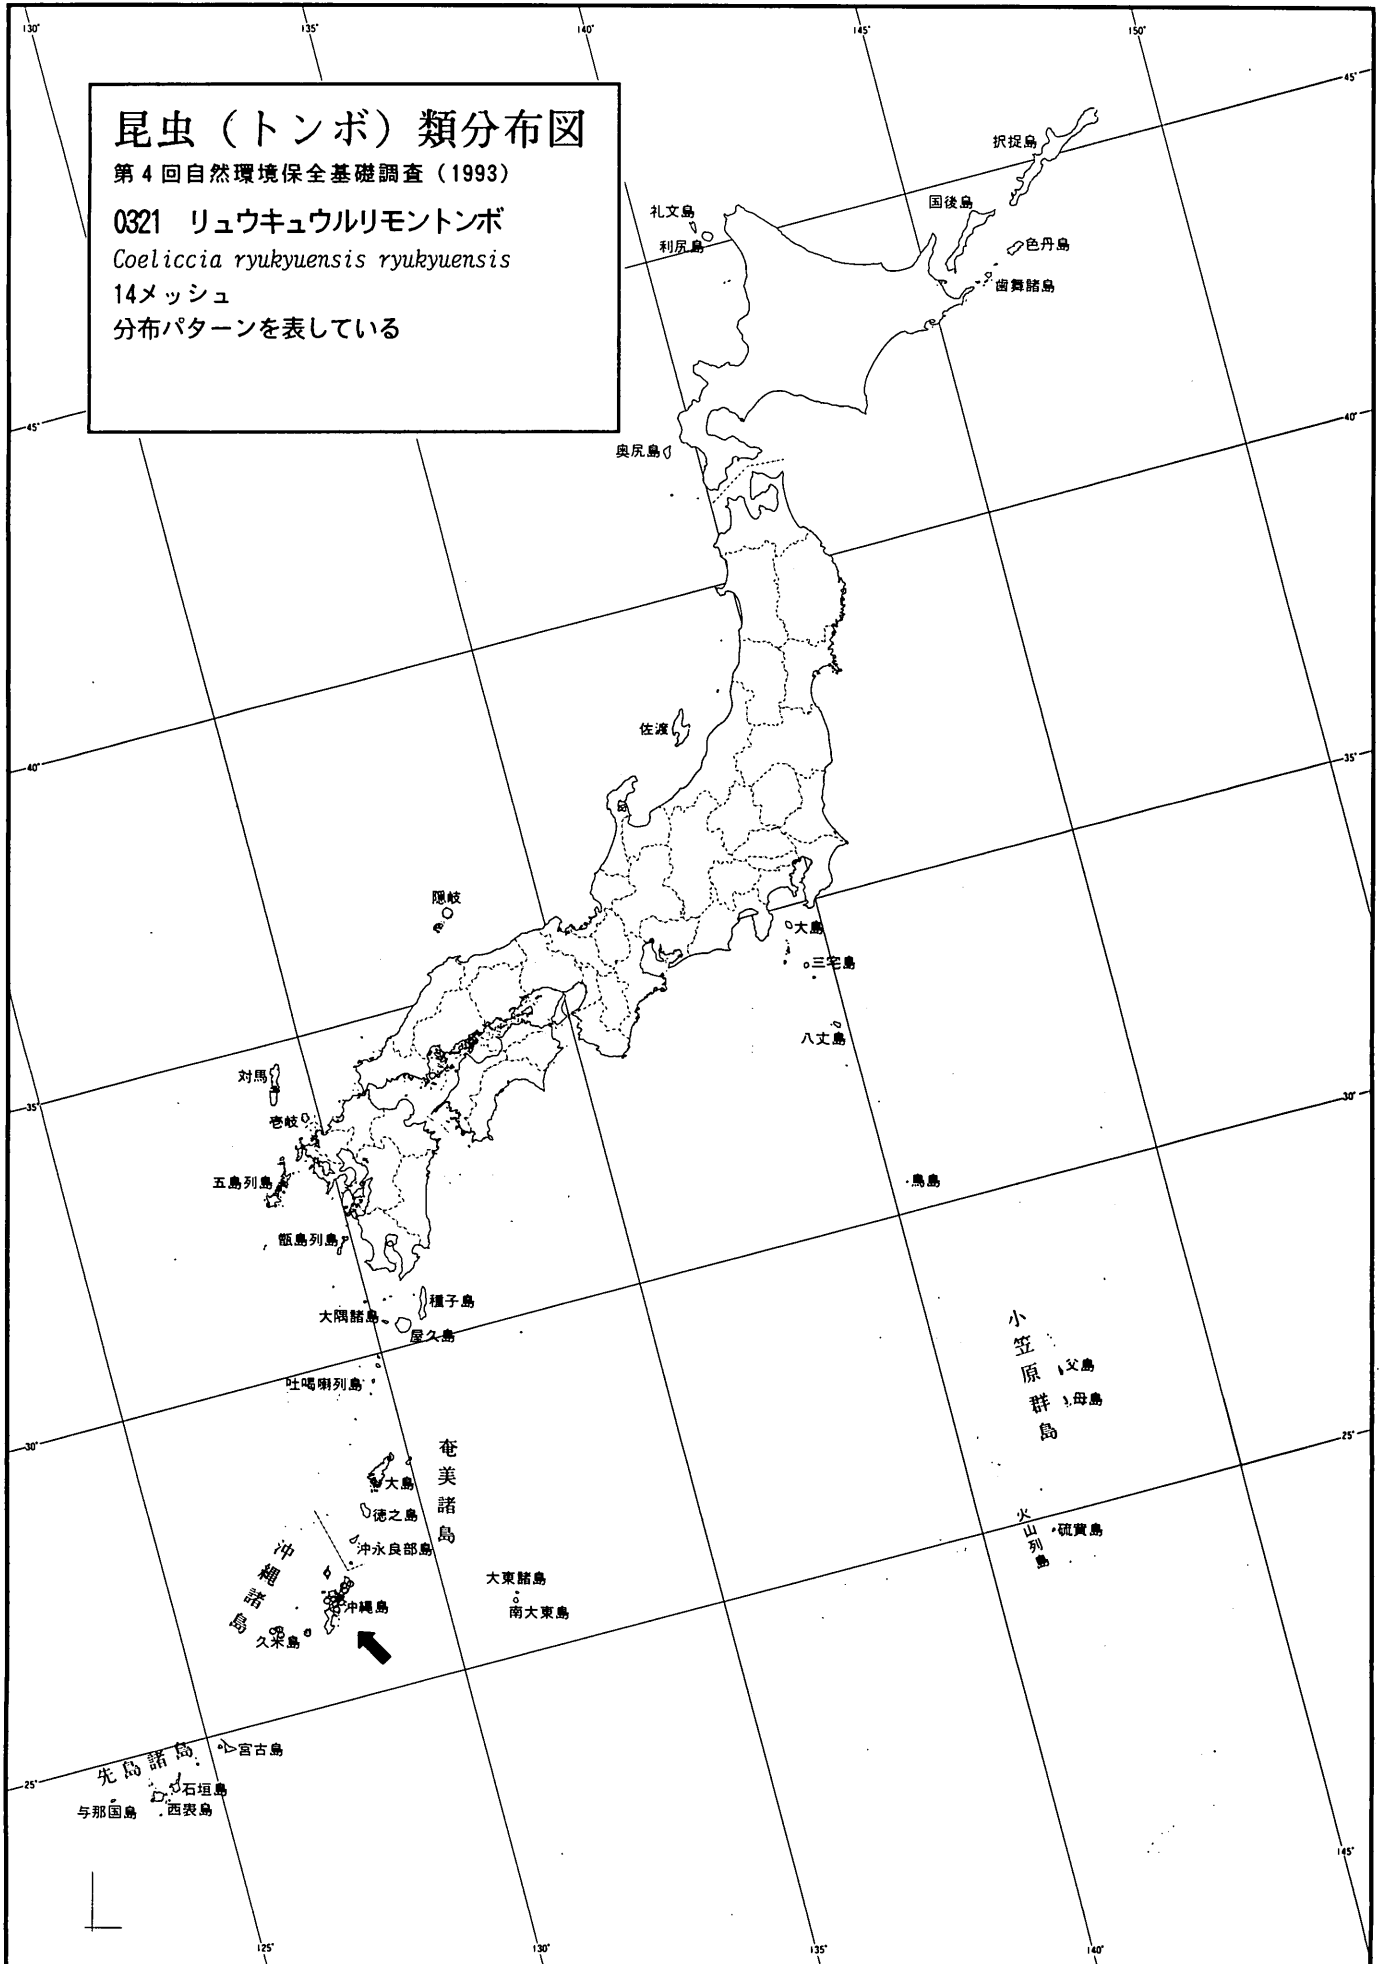 130°
135°
140°
145°
150°
昆虫（トンボ）類分布図
第4回自然環境保全基礎調査（1993）
0321 リュウキュウルリモントンボ
Coeliccia ryukyuensis ryukyuensis
14メッシュ
分布パターンを表している
45°
択捉島
国後島
色丹島
歯舞諸島
礼文島
利尻島
45°
40°
奥尻島
佐渡
40°
35°
隠岐
大島
三宅島
八丈島
対馬
壱岐
35°
30°
五島列島
鳥島
甑島列島
種子島
大隅諸島
屋久島
吐喝喇列島
小笠原群島
父島
母島
30°
25°
奄美諸島
大島
徳之島
沖永良部島
火山列島
硫黄島
沖縄諸島
大東諸島
南大東島
沖縄島
久米島
先島諸島
宮古島
25°
石垣島
与那国島
西表島
145°
125°
130°
135°
140°